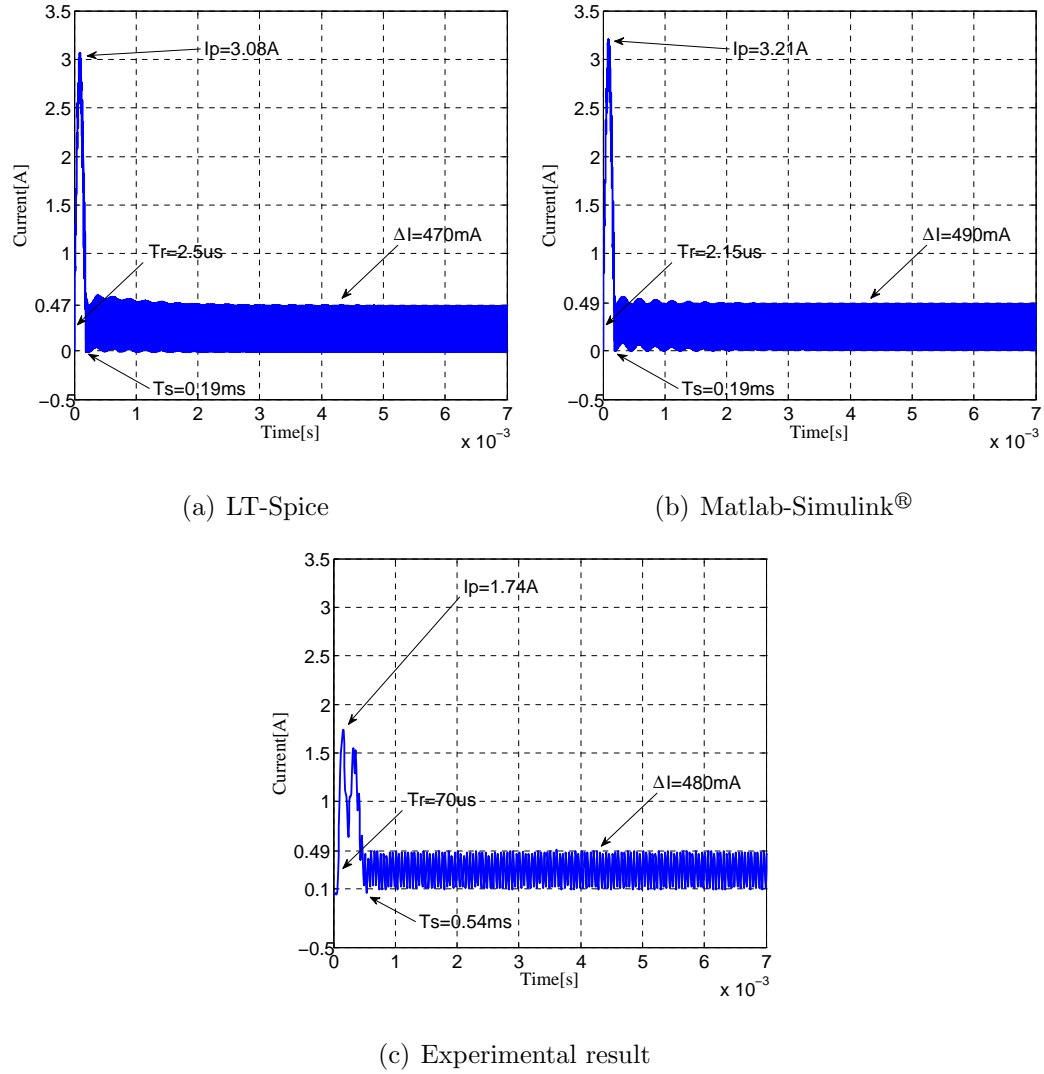 3.5
3
2.5
2
1.5
1
0.47
0
−0.5
Current[A]
Ip=3.08A
Tr=2.5us
ΔI=470mA
Ts=0.19ms
0 1 2 3 4 5 6 7
Time[s]
x 10⁻³
(a) LT-Spice
3.5
3
2.5
2
1.5
1
0.49
0
−0.5
Current[A]
Ip=3.21A
Tr=2.15us
ΔI=490mA
Ts=0.19ms
0 1 2 3 4 5 6 7
Time[s]
x 10⁻³
(b) Matlab-Simulink®
3.5
3
2.5
2
1.5
1
0.49
0.1
−0.5
Current[A]
Ip=1.74A
Tr=70us
ΔI=480mA
Ts=0.54ms
0 1 2 3 4 5 6 7
Time[s]
x 10⁻³
(c) Experimental result